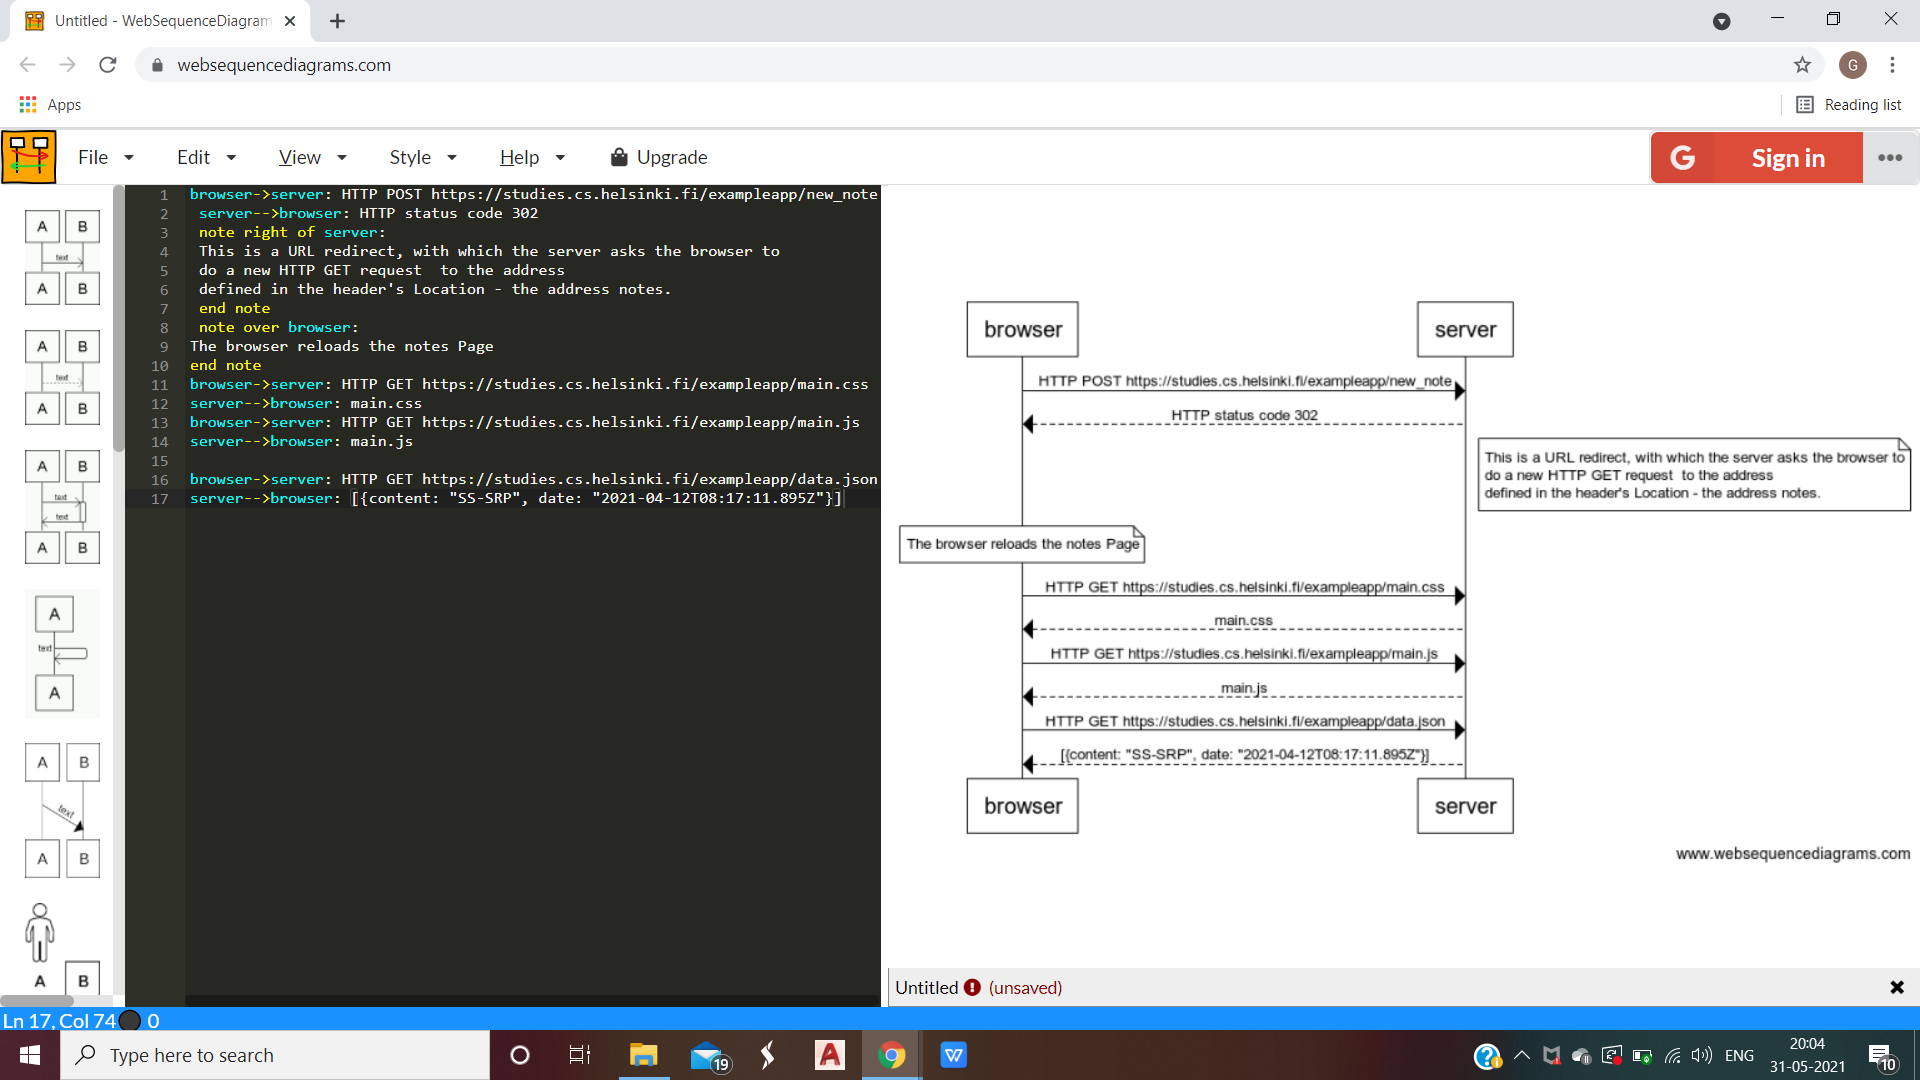 Untitled - WebSequenceDiagram
websequencediagrams.com
G
Apps
Reading list
File
Edit
View
Style
Help
Upgrade
G
Sign in
1 browser->server: HTTP POST https://studies.cs.helsinki.fi/exampleapp/new_note
2 server-->browser: HTTP status code 302
3 note right of server:
4 This is a URL redirect, with which the server asks the browser to
5 do a new HTTP GET request  to the address
6 defined in the header's Location - the address notes.
7 end note
8 note over browser:
9 The browser reloads the notes Page
10 end note
11 browser->server: HTTP GET https://studies.cs.helsinki.fi/exampleapp/main.css
12 server-->browser: main.css
13 browser->server: HTTP GET https://studies.cs.helsinki.fi/exampleapp/main.js
14 server-->browser: main.js
15
16 browser->server: HTTP GET https://studies.cs.helsinki.fi/exampleapp/data.json
17 server-->browser: [{content: "SS-SRP", date: "2021-04-12T08:17:11.895Z"}]
A B
text
A B
A B
text
A B
A B
text
text
A B
A
text
A
A B
text
A B
A B
browser server
HTTP POST https://studies.cs.helsinki.fi/exampleapp/new_note
HTTP status code 302
This is a URL redirect, with which the server asks the browser to
do a new HTTP GET request  to the address
defined in the header's Location - the address notes.
The browser reloads the notes Page
HTTP GET https://studies.cs.helsinki.fi/exampleapp/main.css
main.css
HTTP GET https://studies.cs.helsinki.fi/exampleapp/main.js
main.js
HTTP GET https://studies.cs.helsinki.fi/exampleapp/data.json
[{content: "SS-SRP", date: "2021-04-12T08:17:11.895Z"}]
browser server
www.websequencediagrams.com
Untitled ! (unsaved)
Ln 17, Col 74 0
Type here to search
19
A
W
ENG
20:04
31-05-2021
10